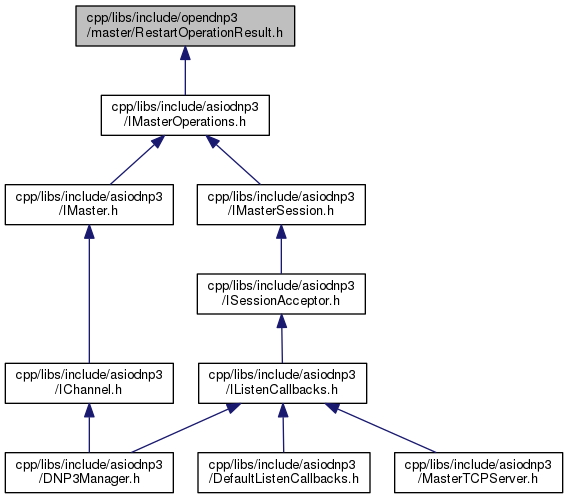 cpp/libs/include/opendnp3
/master/RestartOperationResult.h
cpp/libs/include/asiodnp3
/IMasterOperations.h
cpp/libs/include/asiodnp3
/IMaster.h
cpp/libs/include/asiodnp3
/IMasterSession.h
cpp/libs/include/asiodnp3
/ISessionAcceptor.h
cpp/libs/include/asiodnp3
/IChannel.h
cpp/libs/include/asiodnp3
/IListenCallbacks.h
cpp/libs/include/asiodnp3
/DNP3Manager.h
cpp/libs/include/asiodnp3
/DefaultListenCallbacks.h
cpp/libs/include/asiodnp3
/MasterTCPServer.h